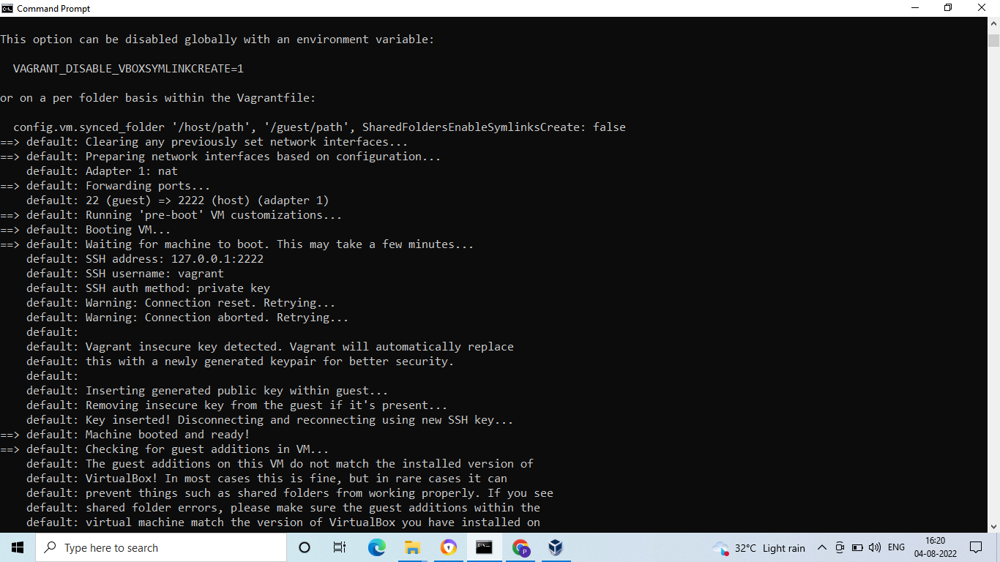 Command Prompt
This option can be disabled globally with an environment variable:
VAGRANT_DISABLE_VBOXSYMLINKCREATE=1
or on a per folder basis within the Vagrantfile:
config.vm.synced_folder '/host/path', '/guest/path', SharedFoldersEnableSymlinksCreate: false
==> default: Clearing any previously set network interfaces...
==> default: Preparing network interfaces based on configuration...
default: Adapter 1: nat
==> default: Forwarding ports...
default: 22 (guest) => 2222 (host) (adapter 1)
==> default: Running 'pre-boot' VM customizations...
==> default: Booting VM...
==> default: Waiting for machine to boot. This may take a few minutes...
default: SSH address: 127.0.0.1:2222
default: SSH username: vagrant
default: SSH auth method: private key
default: Warning: Connection reset. Retrying...
default: Warning: Connection aborted. Retrying...
default:
default: Vagrant insecure key detected. Vagrant will automatically replace
default: this with a newly generated keypair for better security.
default:
default: Inserting generated public key within guest...
default: Removing insecure key from the guest if it's present...
default: Key inserted! Disconnecting and reconnecting using new SSH key...
==> default: Machine booted and ready!
==> default: Checking for guest additions in VM...
default: The guest additions on this VM do not match the installed version of
default: VirtualBox! In most cases this is fine, but in rare cases it can
default: prevent things such as shared folders from working properly. If you see
default: shared folder errors, please make sure the guest additions within the
default: virtual machine match the version of VirtualBox you have installed on
Type here to search
32°C Light rain
ENG
16:20
04-08-2022